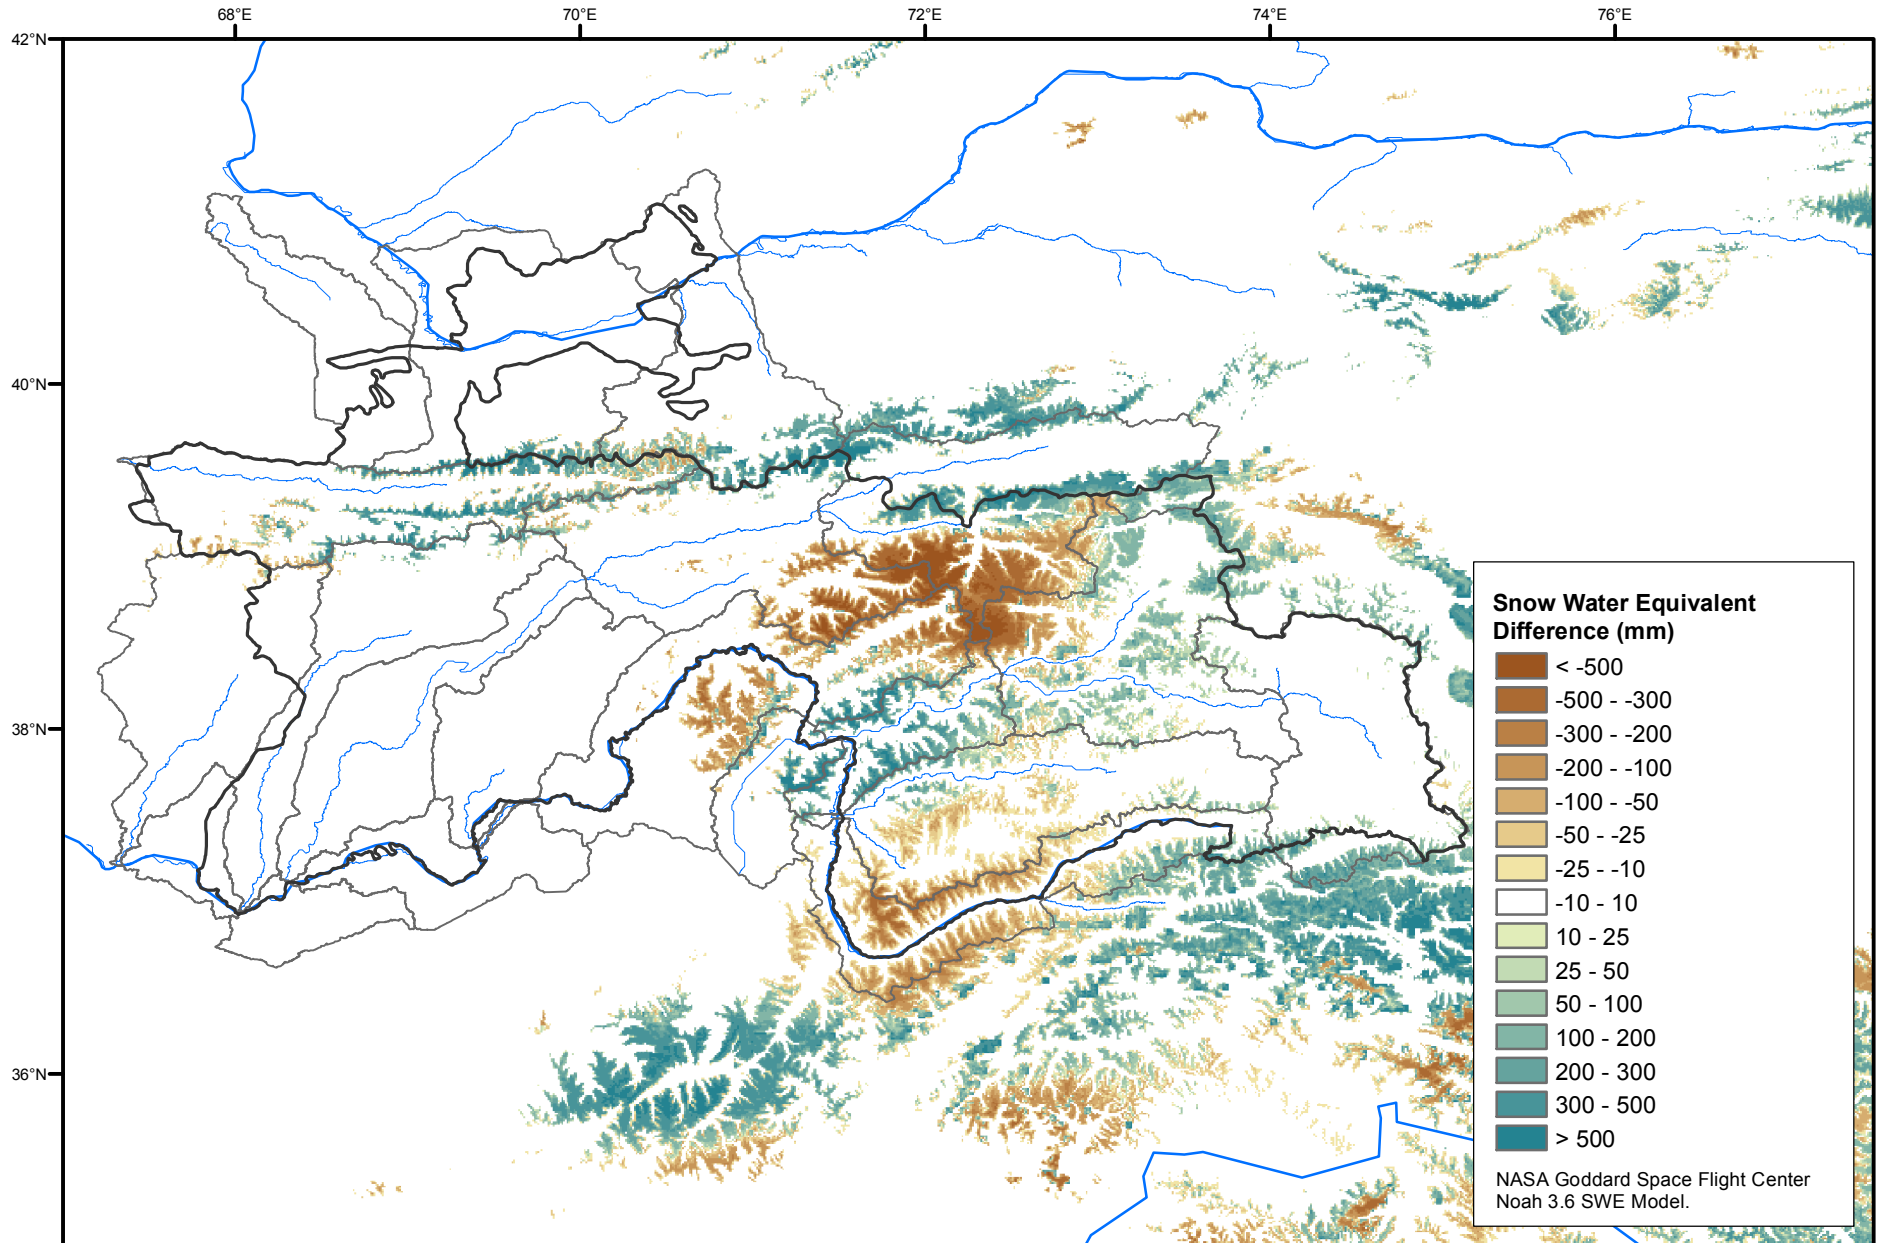 68°E 70°E 72°E 74°E 76°E
42°N
40°N
38°N
36°N
Snow Water Equivalent
Difference (mm)
< -500
-500 - -300
-300 - -200
-200 - -100
-100 - -50
-50 - -25
-25 - -10
-10 - 10
10 - 25
25 - 50
50 - 100
100 - 200
200 - 300
300 - 500
> 500
NASA Goddard Space Flight Center
Noah 3.6 SWE Model.